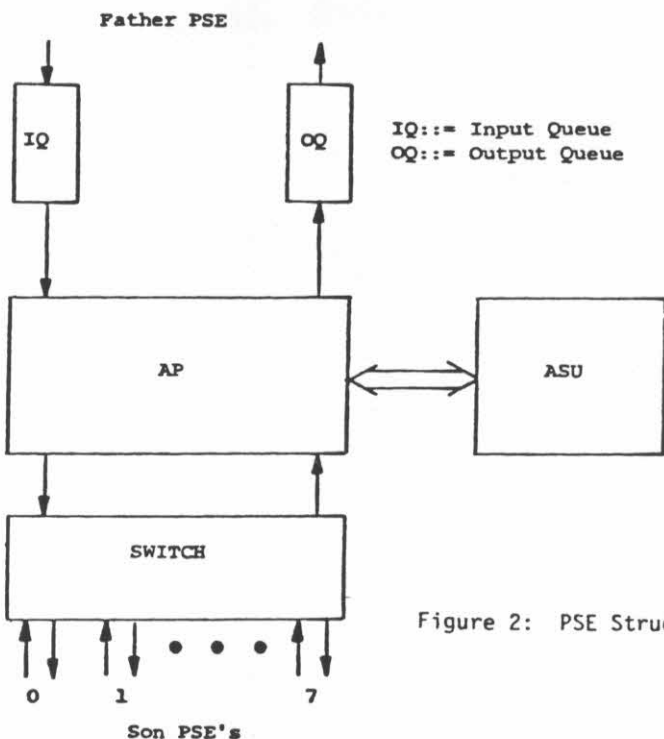 Father PSE
IQ
OQ
IQ::= Input Queue
OQ::= Output Queue
AP
ASU
SWITCH
Figure 2: PSE Struc
0 1 7
Son PSE's